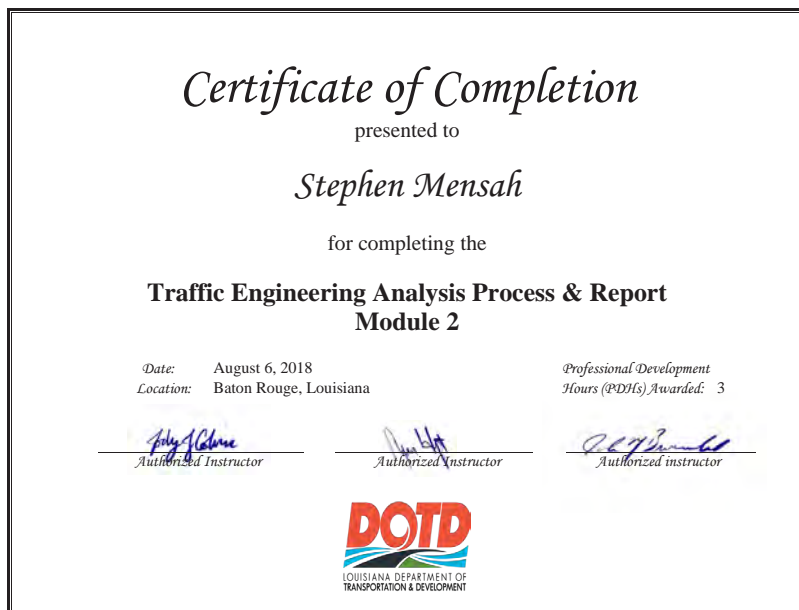 Certificate of Completion
presented to
Stephen Mensah
for completing the
Traffic Engineering Analysis Process & Report
Module 2
Date: August 6, 2018
Location: Baton Rouge, Louisiana
Professional Development
Hours (PDHs) Awarded: 3
Authorized Instructor
Authorized Instructor
Authorized instructor
DOTD
LOUISIANA DEPARTMENT OF
TRANSPORTATION & DEVELOPMENT